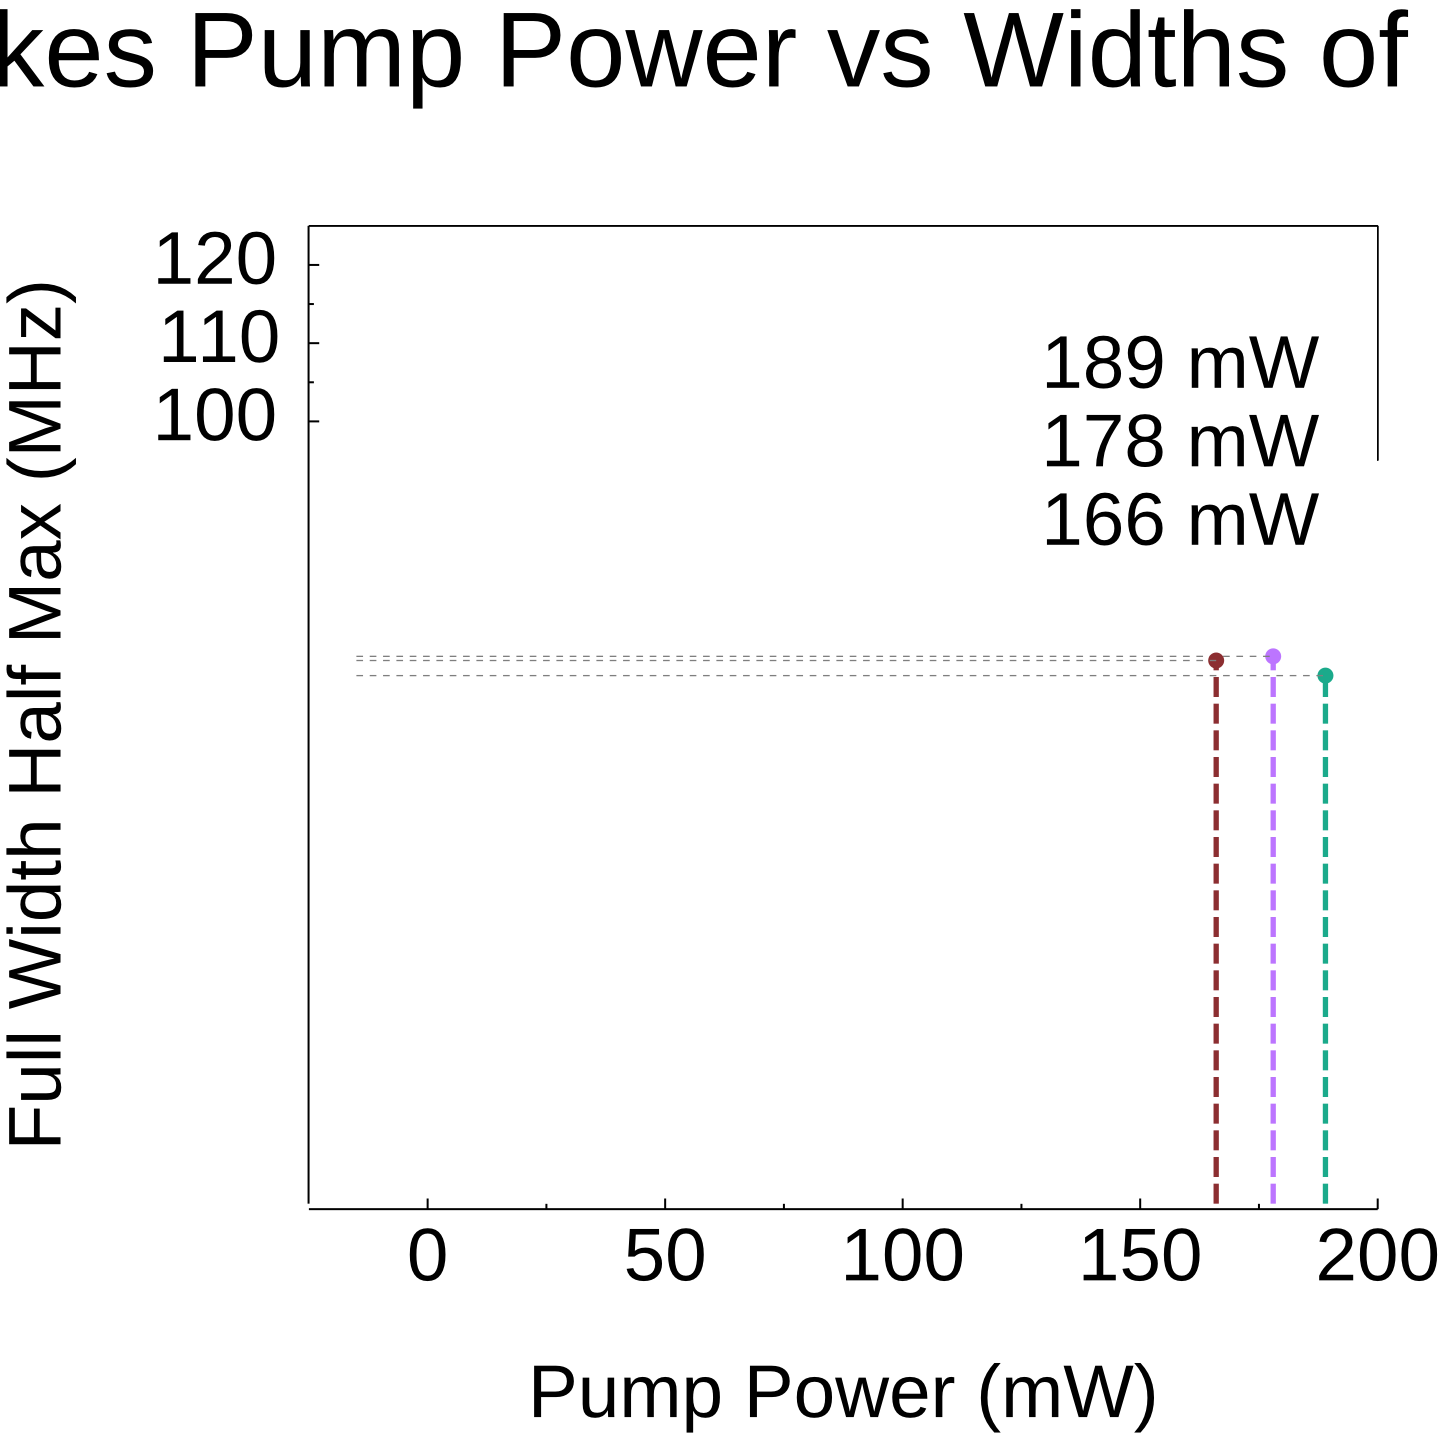 kes Pump Power vs Widths of
120
110
100
189 mW
178 mW
166 mW
Full Width Half Max (MHz)
0 50 100 150 200
Pump Power (mW)